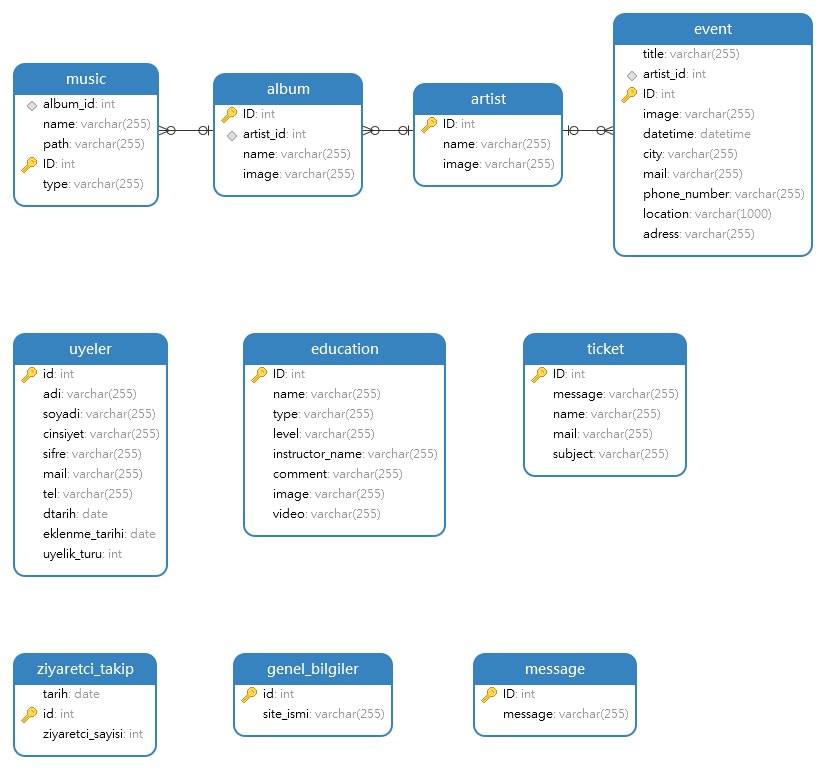 music
album_id: int
name: varchar(255)
path: varchar(255)
ID: int
type: varchar(255)
album
ID: int
artist_id: int
name: varchar(255)
image: varchar(255)
artist
ID: int
name: varchar(255)
image: varchar(255)
event
title: varchar(255)
artist_id: int
ID: int
image: varchar(255)
datetime: datetime
city: varchar(255)
mail: varchar(255)
phone_number: varchar(255)
location: varchar(1000)
adress: varchar(255)
uyeler
id: int
adi: varchar(255)
soyadi: varchar(255)
cinsiyet: varchar(255)
sifre: varchar(255)
mail: varchar(255)
tel: varchar(255)
dtarih: date
eklenme_tarihi: date
uyelik_turu: int
education
ID: int
name: varchar(255)
type: varchar(255)
level: varchar(255)
instructor_name: varchar(255)
comment: varchar(255)
image: varchar(255)
video: varchar(255)
ticket
ID: int
message: varchar(255)
name: varchar(255)
mail: varchar(255)
subject: varchar(255)
ziyaretci_takip
tarih: date
id: int
ziyaretci_sayisi: int
genel_bilgiler
id: int
site_ismi: varchar(255)
message
ID: int
message: varchar(255)